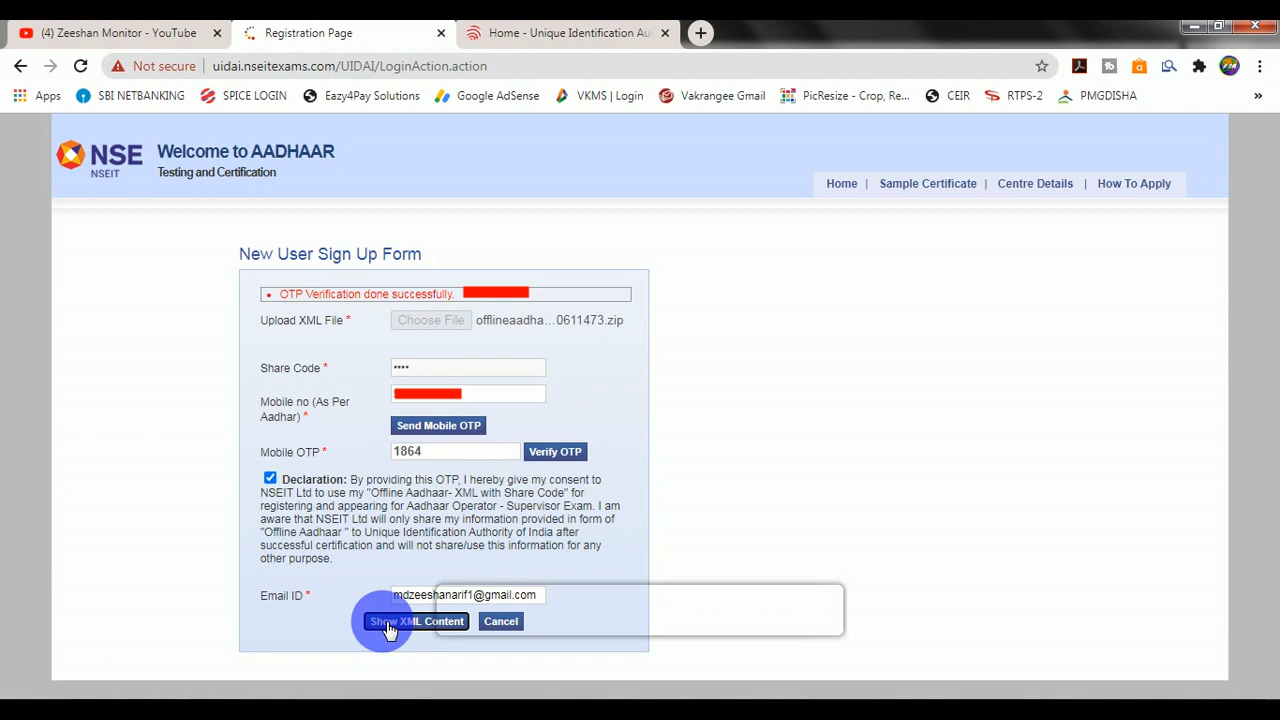 (4) Zeeshan Monitor - YouTube
Registration Page
Home - Unique Identification Au
Not secure
uidai.nseitexams.com/UIDAI/LoginAction.action
Apps
SBI NETBANKING
SPICE LOGIN
Eazy4Pay Solutions
Google AdSense
VKMS | Login
Vakrangee Gmail
PicResize - Crop, Re...
CEIR
RTPS-2
PMGDISHA
»
NSE
NSEIT
Welcome to AADHAAR
Testing and Certification
Home | Sample Certificate | Centre Details | How To Apply
New User Sign Up Form
• OTP Verification done successfully.
Upload XML File * Choose File offlineaadha...0611473.zip
Share Code * ••••
Mobile no (As Per
Aadhar) *
Send Mobile OTP
Mobile OTP * 1864 Verify OTP
Declaration: By providing this OTP, I hereby give my consent to
NSEIT Ltd to use my "Offline Aadhaar- XML with Share Code" for
registering and appearing for Aadhaar Operator - Supervisor Exam. I am
aware that NSEIT Ltd will only share my information provided in form of
"Offline Aadhaar " to Unique Identification Authority of India after
successful certification and will not share/use this information for any
other purpose.
Email ID * mdzeeshanarif1@gmail.com
Show XML Content Cancel